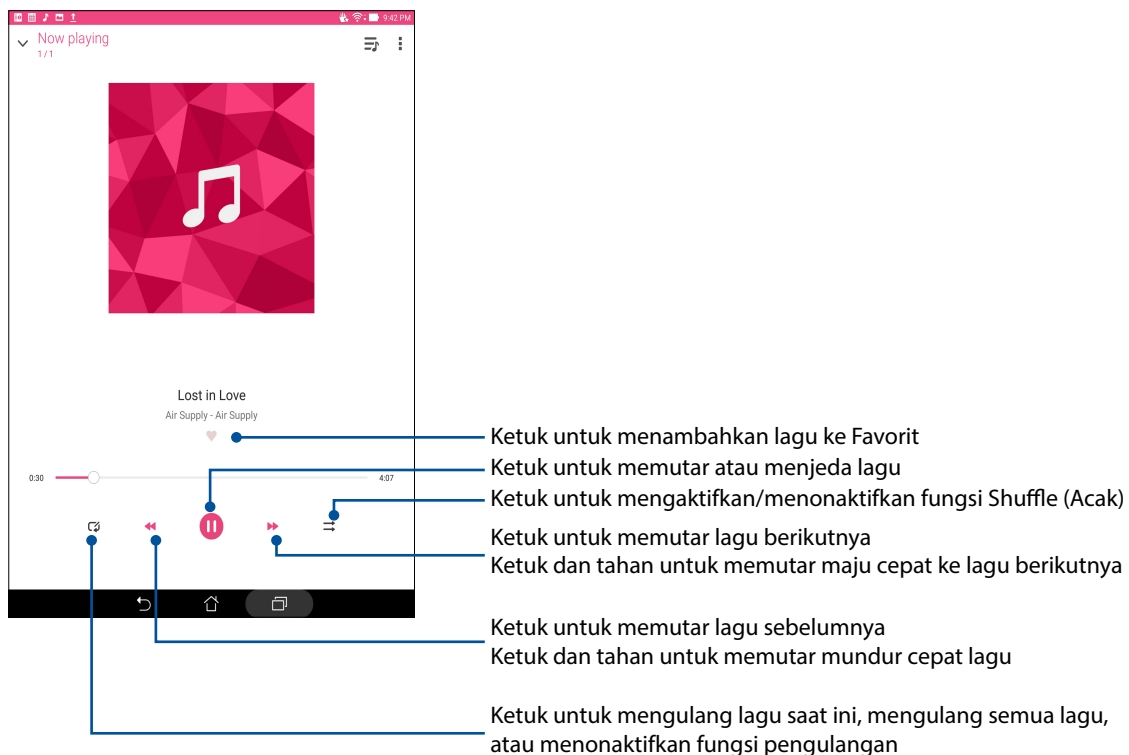 9:42 PM
Now playing
1 / 1
Lost in Love
Air Supply - Air Supply
0:30
4:07
Ketuk untuk menambahkan lagu ke Favorit
Ketuk untuk memutar atau menjeda lagu
Ketuk untuk mengaktifkan/menonaktifkan fungsi Shuffle (Acak)
Ketuk untuk memutar lagu berikutnya
Ketuk dan tahan untuk memutar maju cepat ke lagu berikutnya
Ketuk untuk memutar lagu sebelumnya
Ketuk dan tahan untuk memutar mundur cepat lagu
Ketuk untuk mengulang lagu saat ini, mengulang semua lagu,
atau menonaktifkan fungsi pengulangan